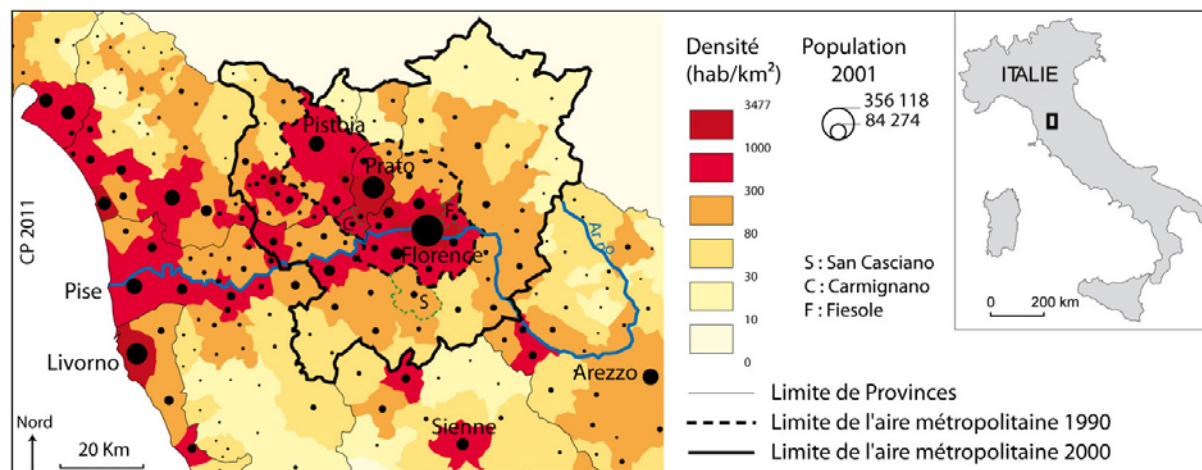 CP 2011
Pistoia
Prato
C
F
Florence
S
Arno
Pise
Livorno
Arezzo
Sienne
Nord
20 Km
Densité
(hab/km²)
3477
1000
300
80
30
10
0
Population
2001
356 118
84 274
S : San Casciano
C : Carmignano
F : Fiesole
Limite de Provinces
Limite de l'aire métropolitaine 1990
Limite de l'aire métropolitaine 2000
ITALIE
0 200 km